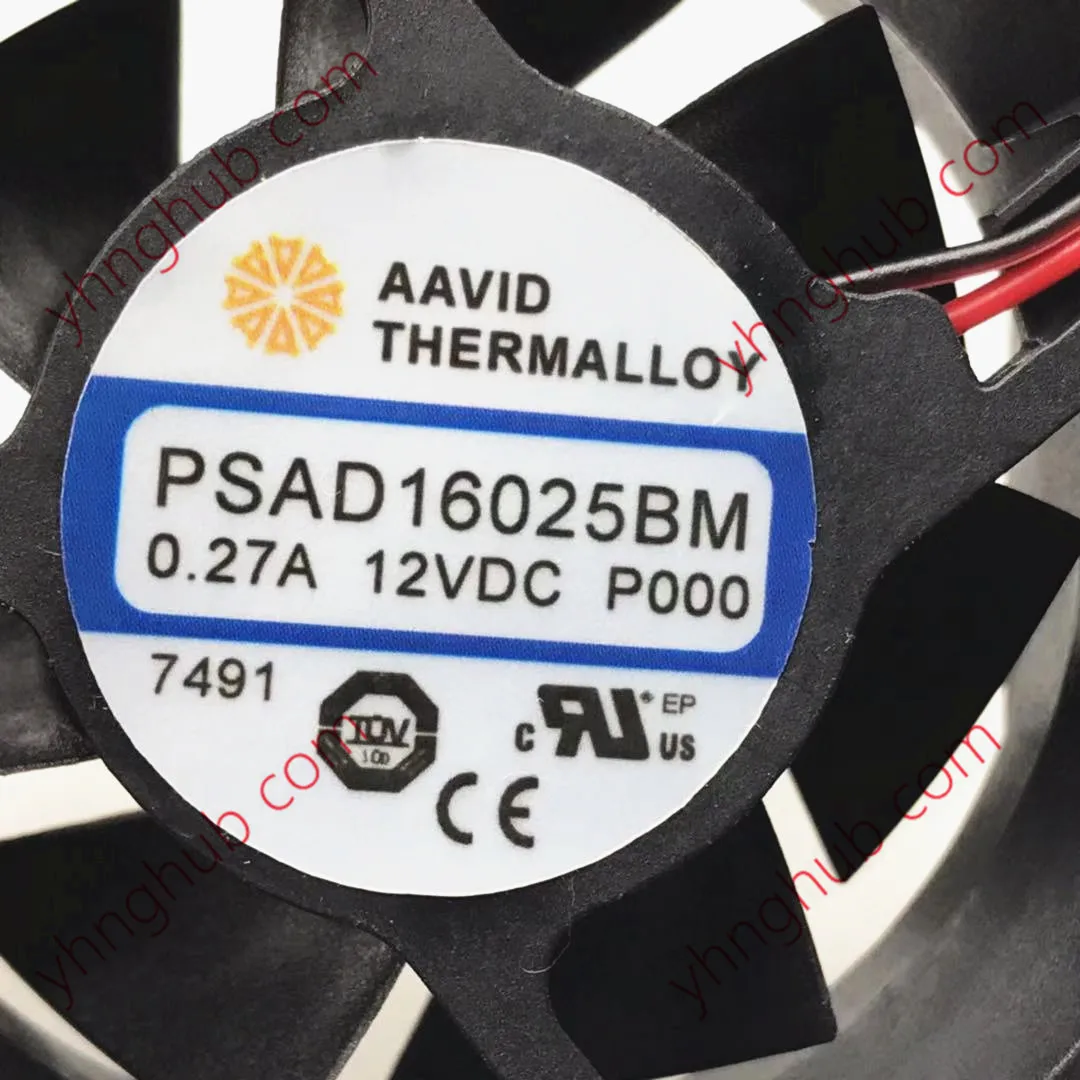 AAVID
THERMALLOY
PSAD16025BM
0.27A 12VDC P000
7491
TÜV
c RU * EP
US
CE
yhnghub com
yhnghub com
yhnghub com
yhnghub com